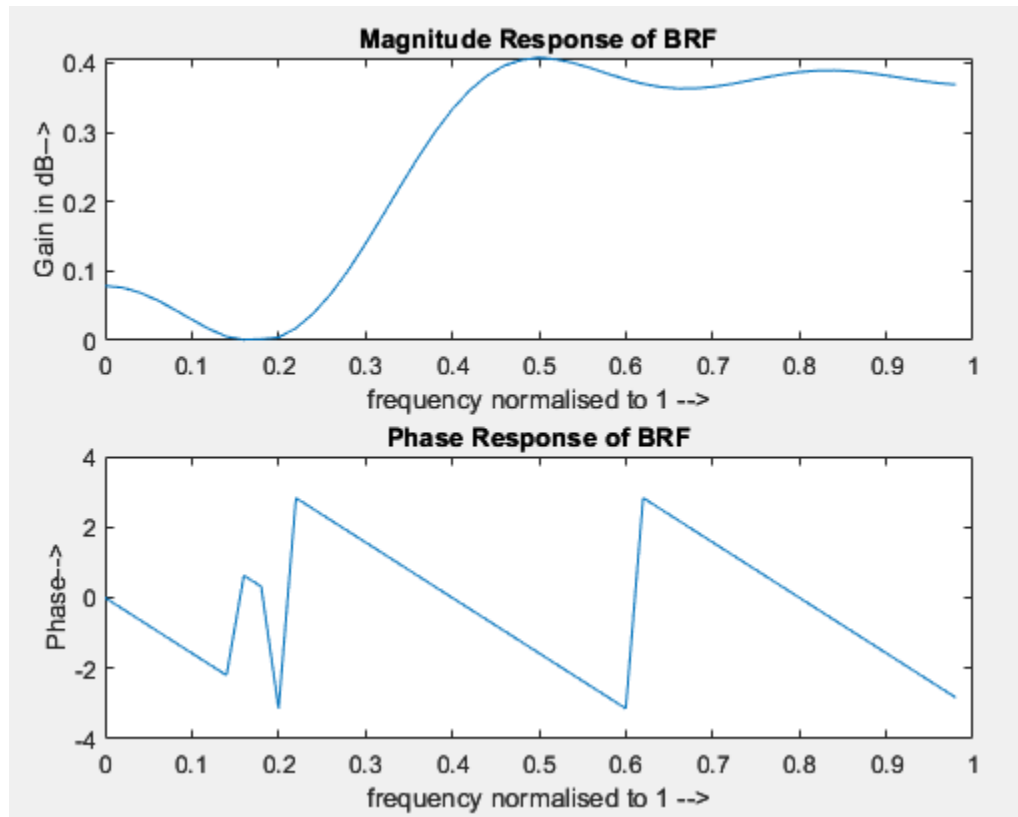 Magnitude Response of BRF
Gain in dB-->
0.4
0.3
0.2
0.1
0
0 0.1 0.2 0.3 0.4 0.5 0.6 0.7 0.8 0.9 1
frequency normalised to 1 -->
Phase Response of BRF
Phase-->
4
2
0
-2
-4
0 0.1 0.2 0.3 0.4 0.5 0.6 0.7 0.8 0.9 1
frequency normalised to 1 -->